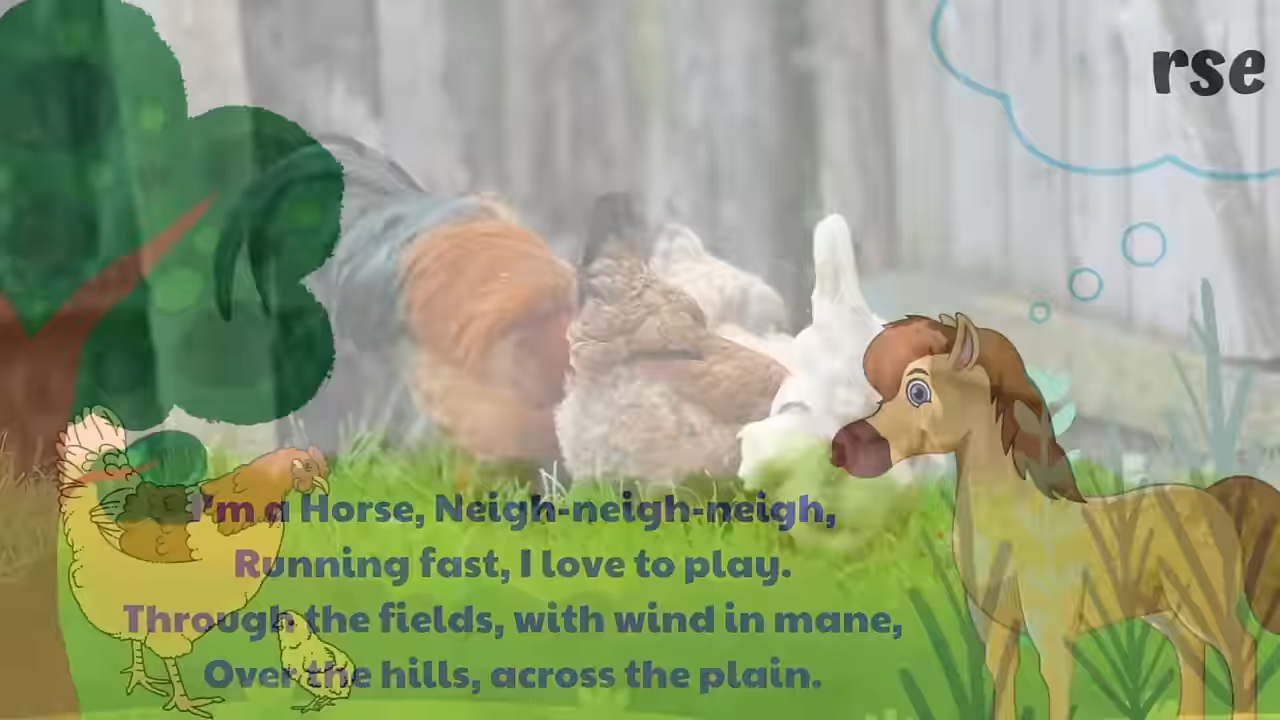 rse
I'm a Horse, Neigh-neigh-neigh,
Running fast, I love to play.
Through the fields, with wind in mane,
Over the hills, across the plain.